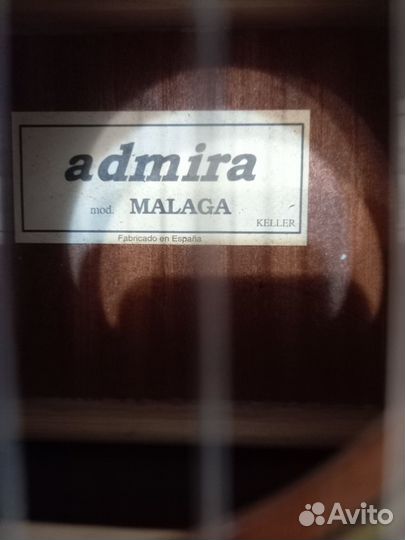 admira
mod. MALAGA
KELLER
Fabricado en España
Avito